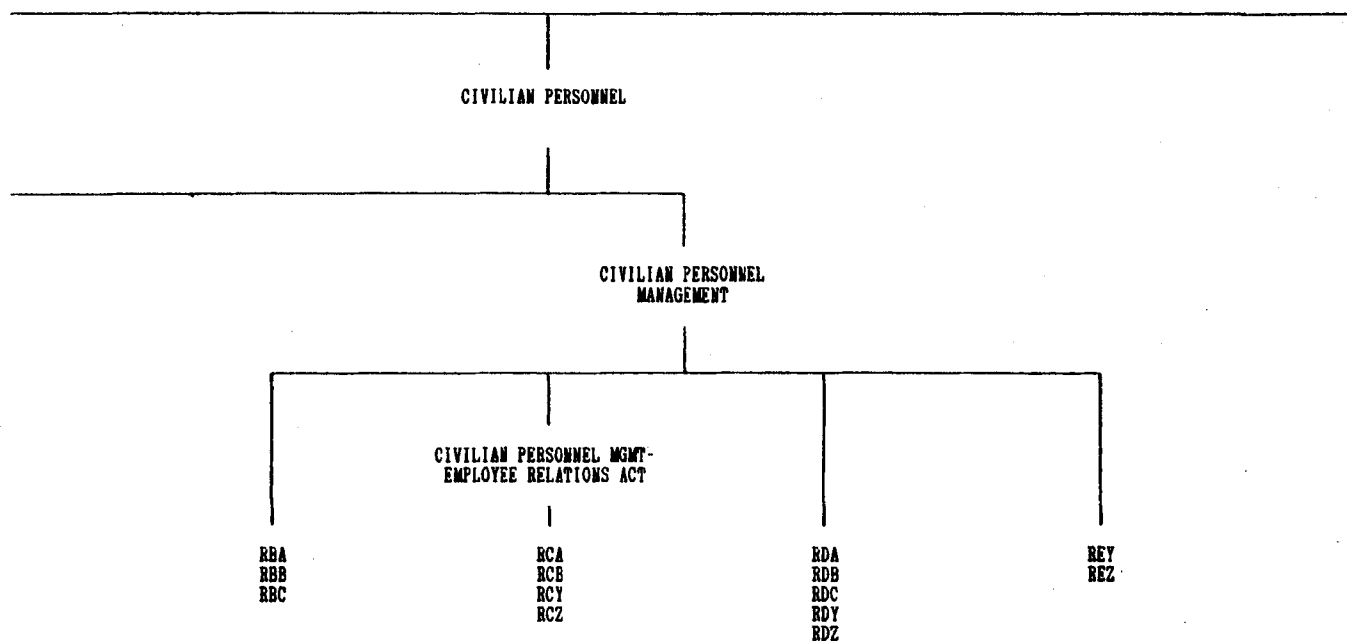 CIVILIAN PERSONNEL
CIVILIAN PERSONNEL
MANAGEMENT
CIVILIAN PERSONNEL MGMT-
EMPLOYEE RELATIONS ACT
RBA
RBB
RBC
RCA
RCB
RCY
RCZ
RDA
RDB
RDC
RDY
RDZ
REY
REZ